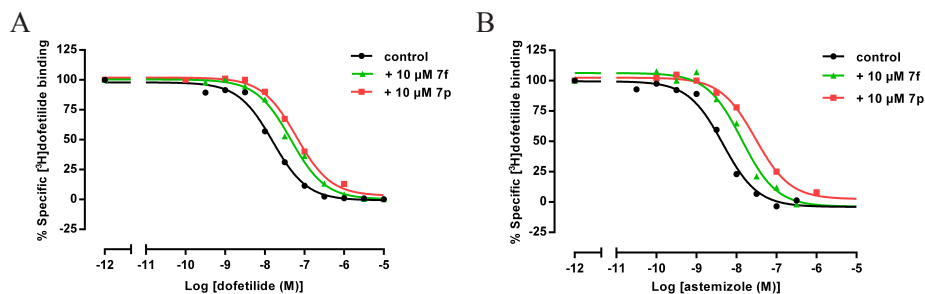 A
% Specific [³H]dofetilide binding
125
100
75
50
25
0
-25
-12 -11 -10 -9 -8 -7 -6 -5
Log [dofetilide (M)]
control
+ 10 µM 7f
+ 10 µM 7p
B
% Specific [³H]dofetilide binding
125
100
75
50
25
0
-25
-12 -11 -10 -9 -8 -7 -6 -5
Log [astemizole (M)]
control
+ 10 µM 7f
+ 10 µM 7p